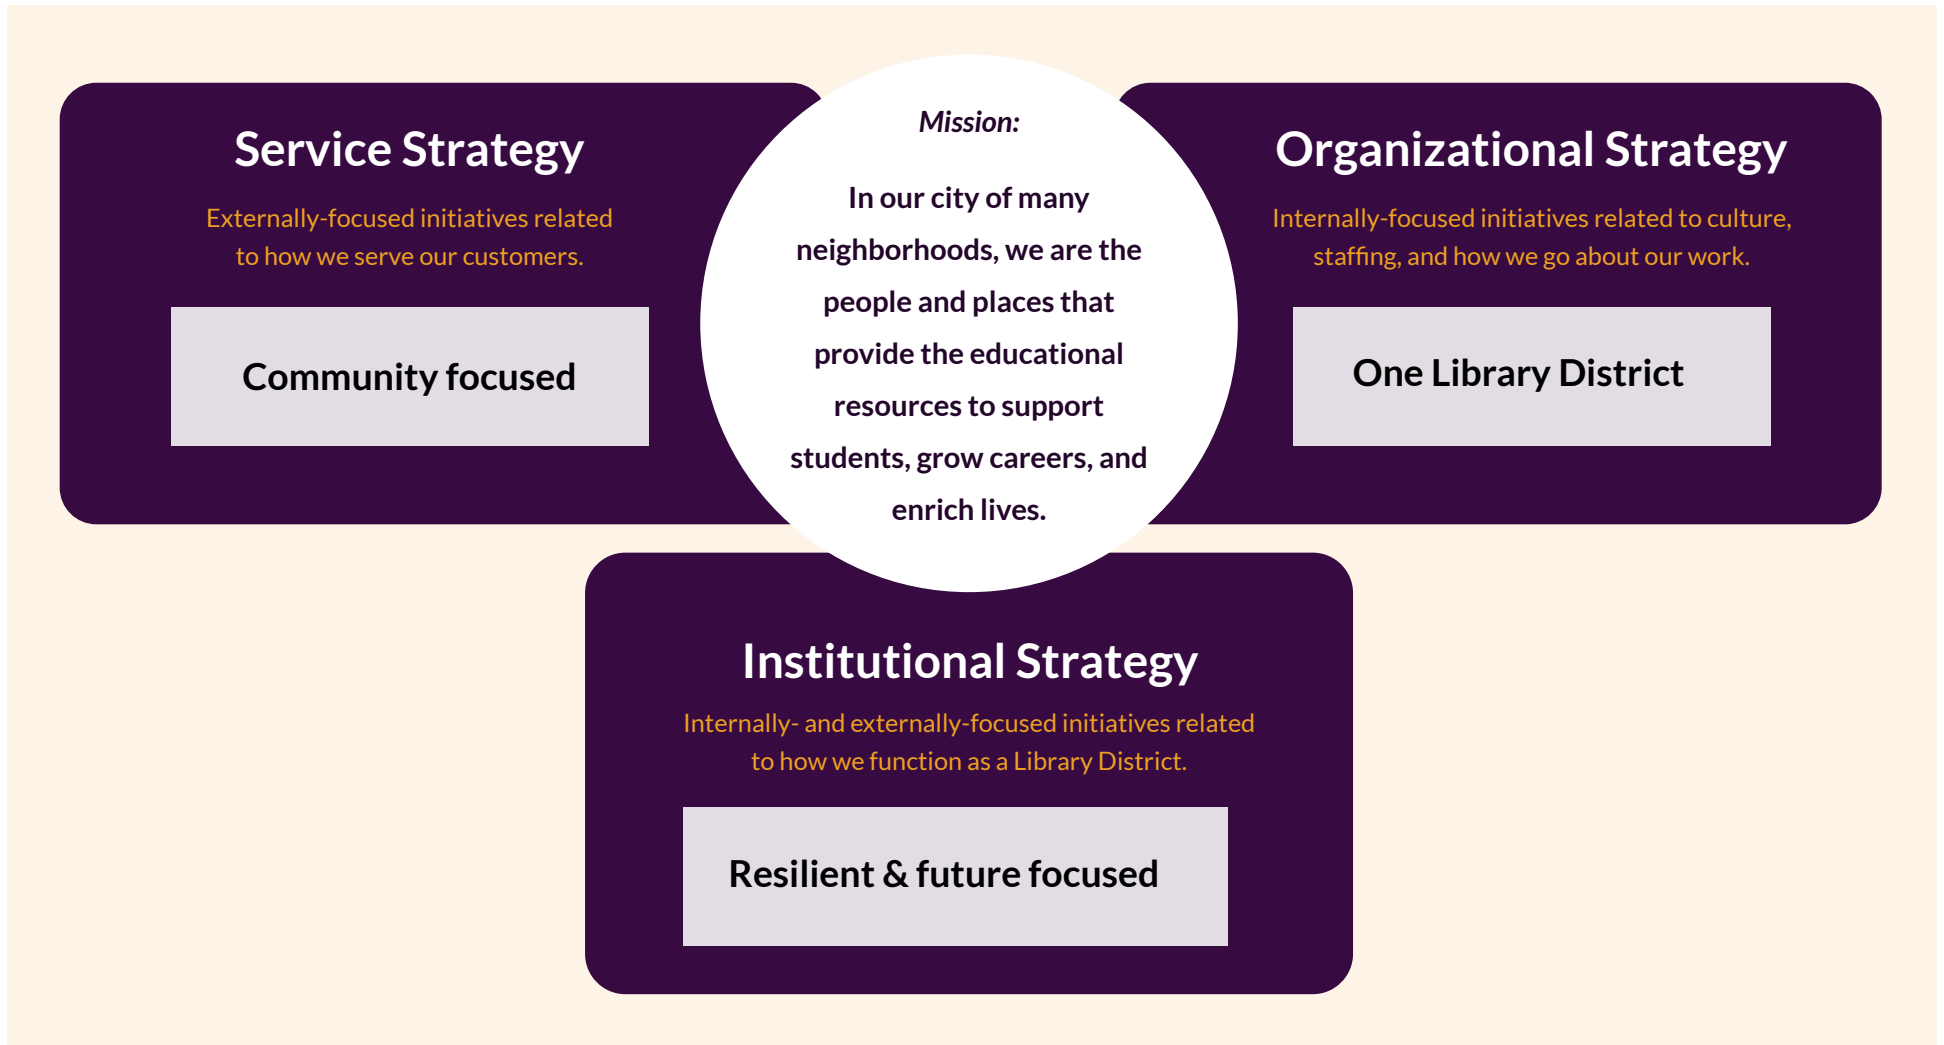 Service Strategy
Externally-focused initiatives related
to how we serve our customers.
Community focused
Mission:
In our city of many
neighborhoods, we are the
people and places that
provide the educational
resources to support
students, grow careers, and
enrich lives.
Organizational Strategy
Internally-focused initiatives related to culture,
staffing, and how we go about our work.
One Library District
Institutional Strategy
Internally- and externally-focused initiatives related
to how we function as a Library District.
Resilient & future focused